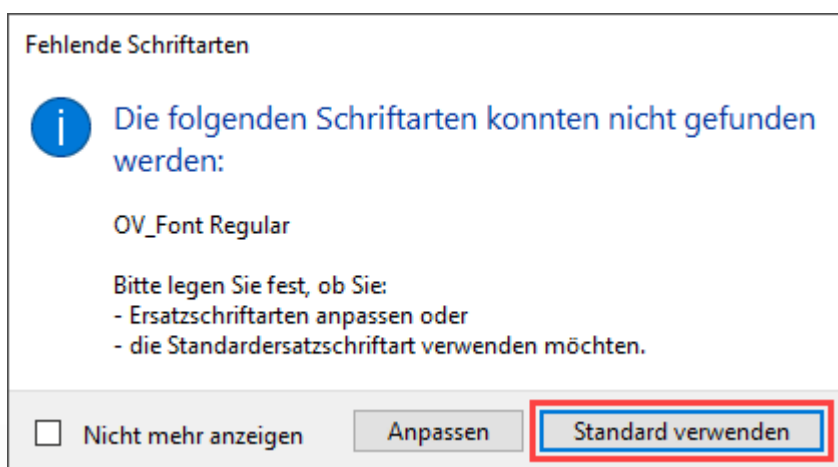 Fehlende Schriftarten
Die folgenden Schriftarten konnten nicht gefunden
werden:
OV_Font Regular
Bitte legen Sie fest, ob Sie:
- Ersatzschriftarten anpassen oder
- die Standardersatzschriftart verwenden möchten.
Nicht mehr anzeigen Anpassen Standard verwenden